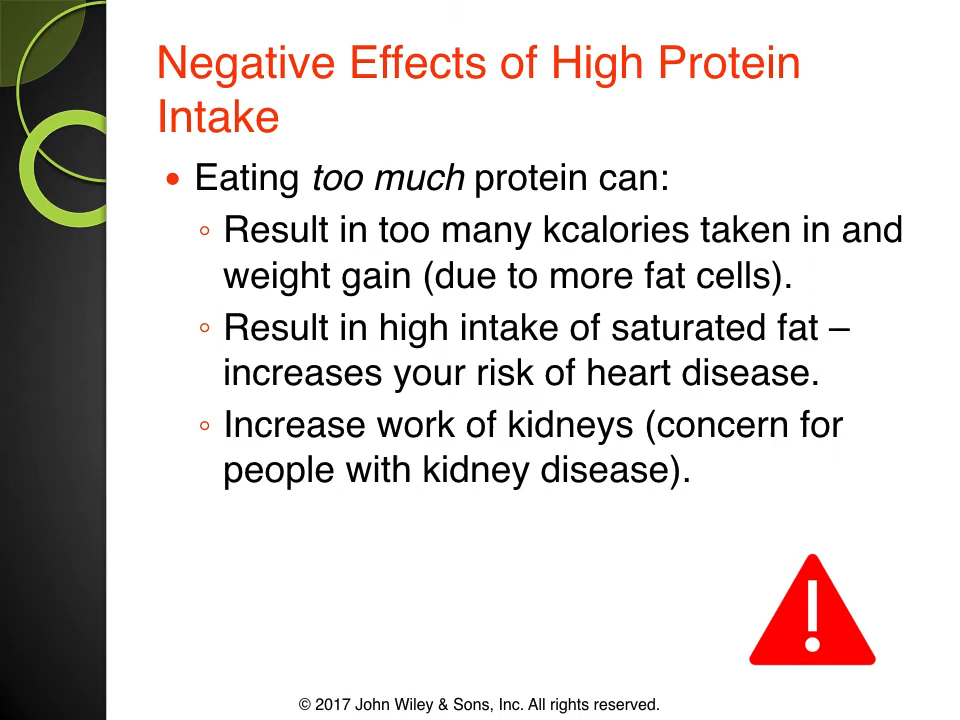 Negative Effects of High Protein
Intake
• Eating too much protein can:
◦ Result in too many kcalories taken in and
weight gain (due to more fat cells).
◦ Result in high intake of saturated fat –
increases your risk of heart disease.
◦ Increase work of kidneys (concern for
people with kidney disease).
!
© 2017 John Wiley & Sons, Inc. All rights reserved.